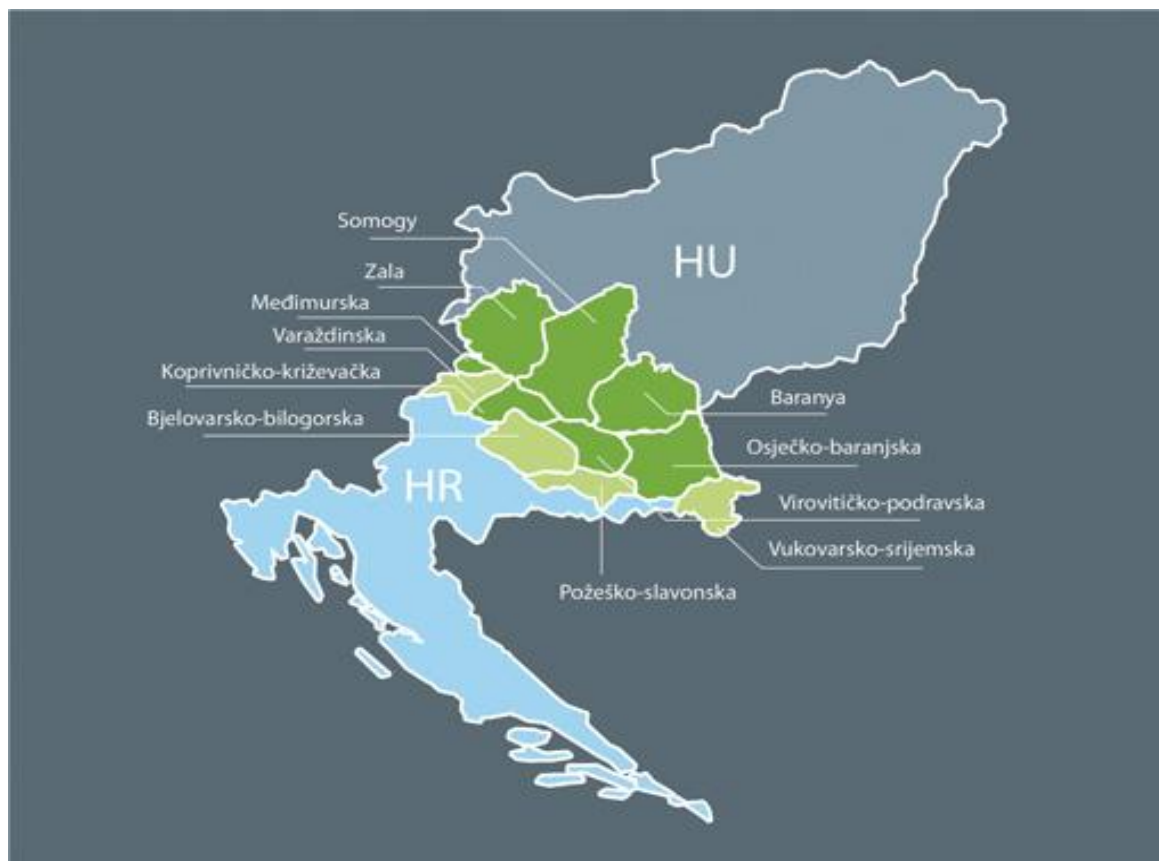 Somogy
HU
Zala
Međimurska
Varaždinska
Koprivničko-križevačka
Bjelovarsko-bilogorska
Baranya
Osječko-baranjska
HR
Virovitičko-podravska
Vukovarsko-srijemska
Požeško-slavonska